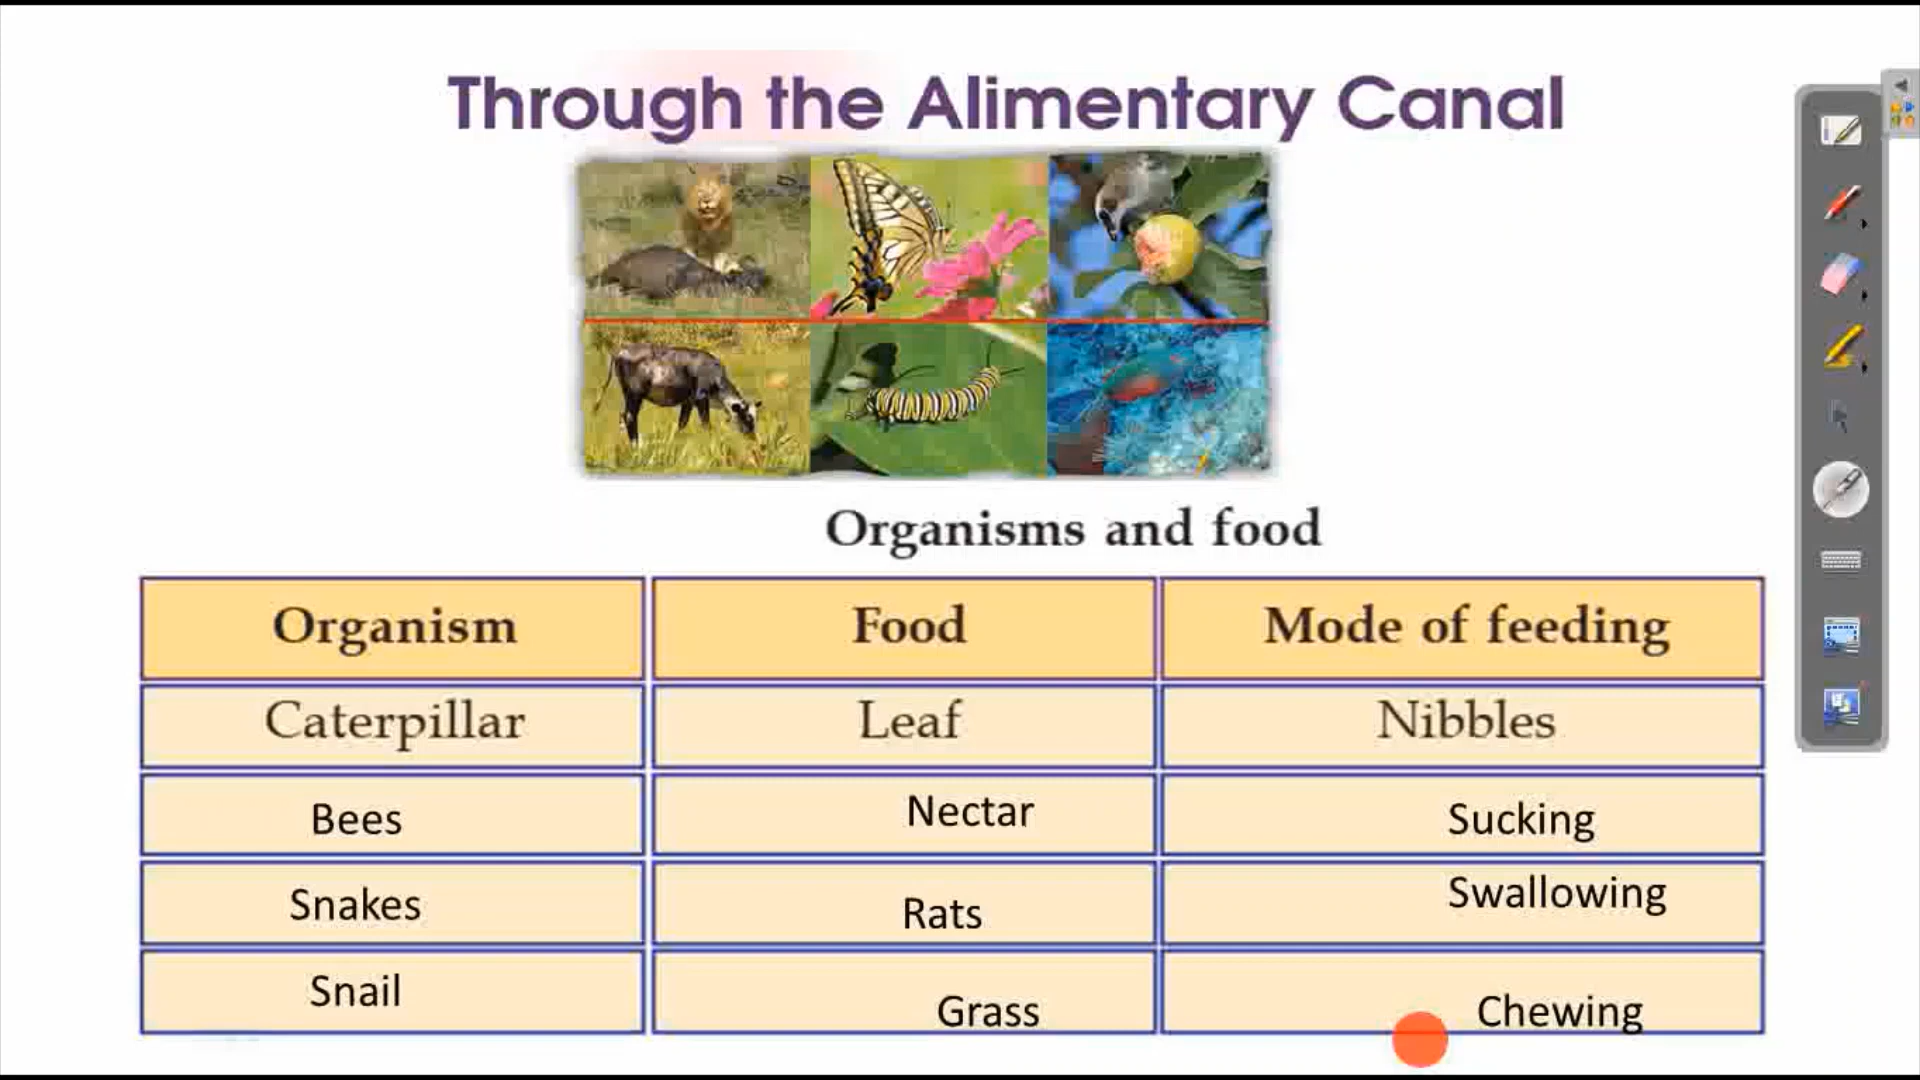 Through the Alimentary Canal
Organisms and food
Organism Food Mode of feeding
Caterpillar Leaf Nibbles
Bees Nectar Sucking
Snakes Rats Swallowing
Snail Grass Chewing